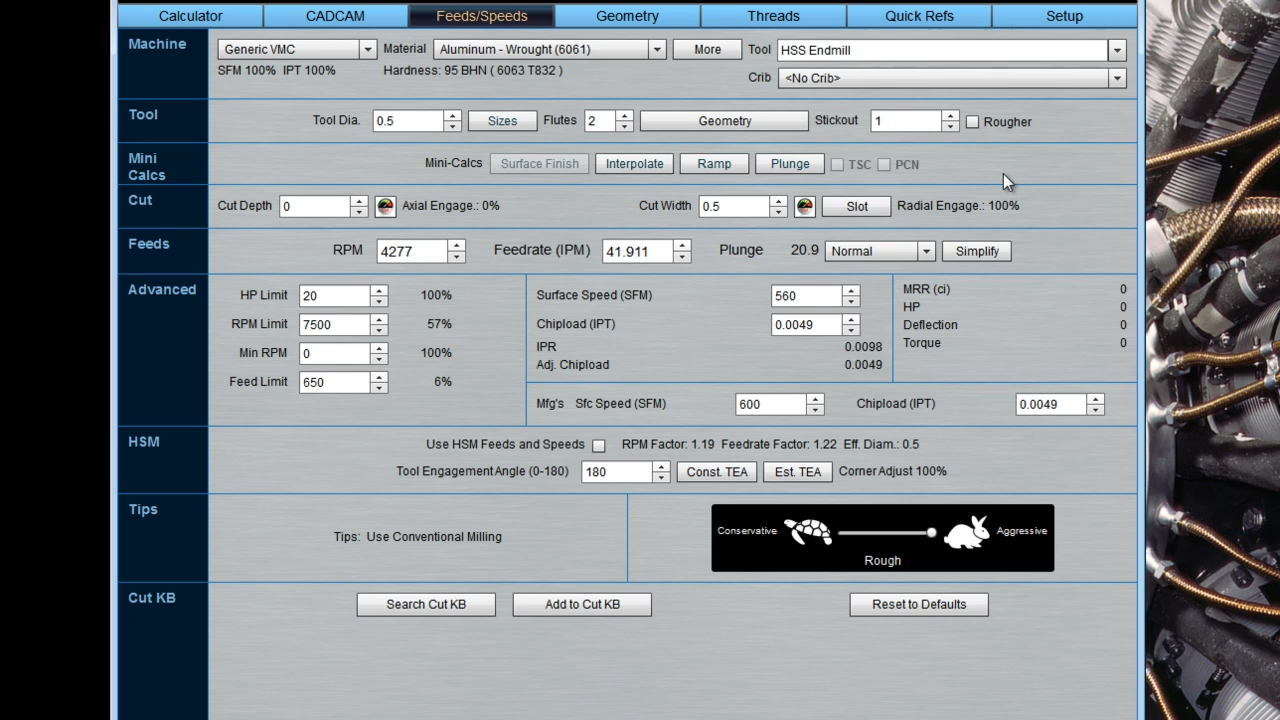 Calculator CADCAM Feeds/Speeds Geometry Threads Quick Refs Setup
Machine Generic VMC Material Aluminum - Wrought (6061) More Tool HSS Endmill
SFM 100% IPT 100% Hardness: 95 BHN ( 6063 T832 ) Crib <No Crib>
Tool Tool Dia. 0.5 Sizes Flutes 2 Geometry Stickout 1 Rougher
Mini Calcs Mini-Calcs Surface Finish Interpolate Ramp Plunge TSC PCN
Cut Cut Depth 0 Axial Engage.: 0% Cut Width 0.5 Slot Radial Engage.: 100%
Feeds RPM 4277 Feedrate (IPM) 41.911 Plunge 20.9 Normal Simplify
Advanced HP Limit 20 100% Surface Speed (SFM) 560 MRR (ci) 0
HP 0
RPM Limit 7500 57% Chipload (IPT) 0.0049 Deflection 0
Min RPM 0 100% IPR 0.0098 Torque 0
Adj. Chipload 0.0049
Feed Limit 650 6%
Mfg's Sfc Speed (SFM) 600 Chipload (IPT) 0.0049
HSM Use HSM Feeds and Speeds RPM Factor: 1.19 Feedrate Factor: 1.22 Eff. Diam.: 0.5
Tool Engagement Angle (0-180) 180 Const. TEA Est. TEA Corner Adjust 100%
Tips Tips: Use Conventional Milling Conservative Aggressive
Rough
Cut KB Search Cut KB Add to Cut KB Reset to Defaults